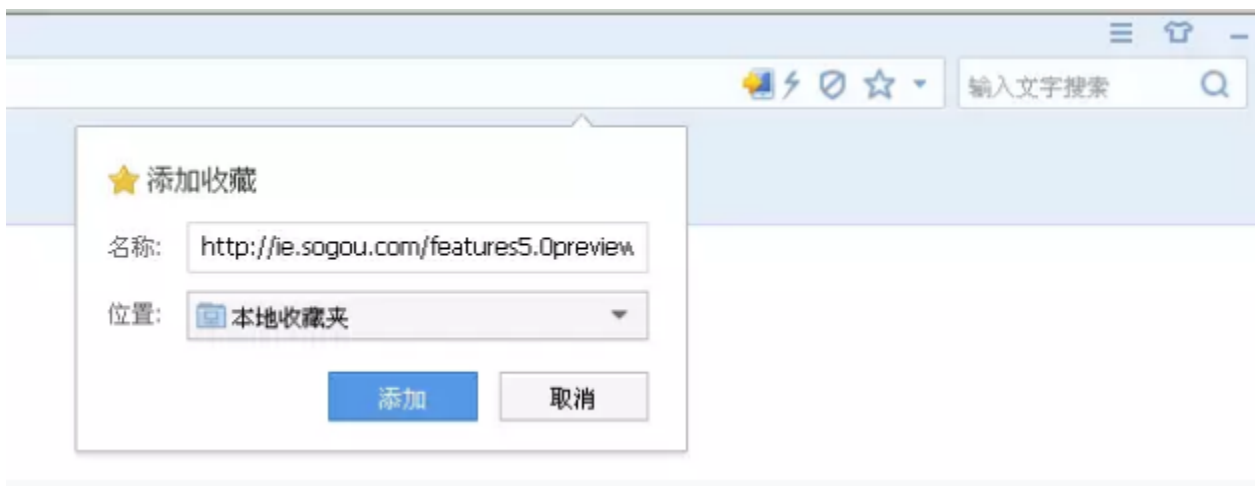 输入文字搜索
添加收藏
名称: http://ie.sogou.com/features5.0preview
位置: 本地收藏夹
添加 取消